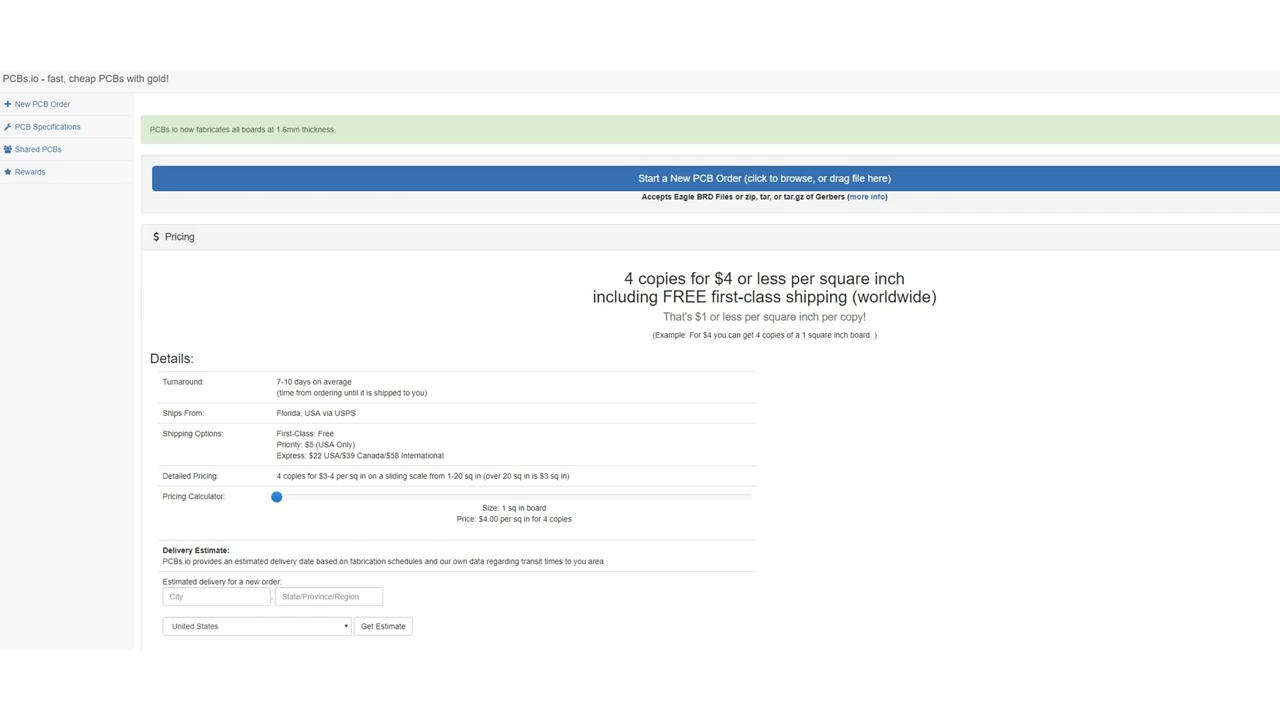 PCBs.io - fast, cheap PCBs with gold!
New PCB Order
PCB Specifications
Shared PCBs
Rewards
PCBs.io now fabricates all boards at 1.6mm thickness.
Start a New PCB Order (click to browse, or drag file here)
Accepts Eagle BRD Files or zip, tar, or tar.gz of Gerbers (more info)
$ Pricing
4 copies for $4 or less per square inch
including FREE first-class shipping (worldwide)
That's $1 or less per square inch per copy!
(Example: For $4 you can get 4 copies of a 1 square inch board. )
Details:
Turnaround: 7-10 days on average
(time from ordering until it is shipped to you)
Ships From: Florida, USA via USPS
Shipping Options: First-Class: Free
Priority: $5 (USA Only)
Express: $22 USA/$39 Canada/$58 International
Detailed Pricing: 4 copies for $3-4 per sq in on a sliding scale from 1-20 sq in (over 20 sq in is $3 sq in)
Pricing Calculator:
Size: 1 sq in board
Price: $4.00 per sq in for 4 copies
Delivery Estimate:
PCBs.io provides an estimated delivery date based on fabrication schedules and our own data regarding transit times to you area.
Estimated delivery for a new order:
City , State/Province/Region
United States Get Estimate